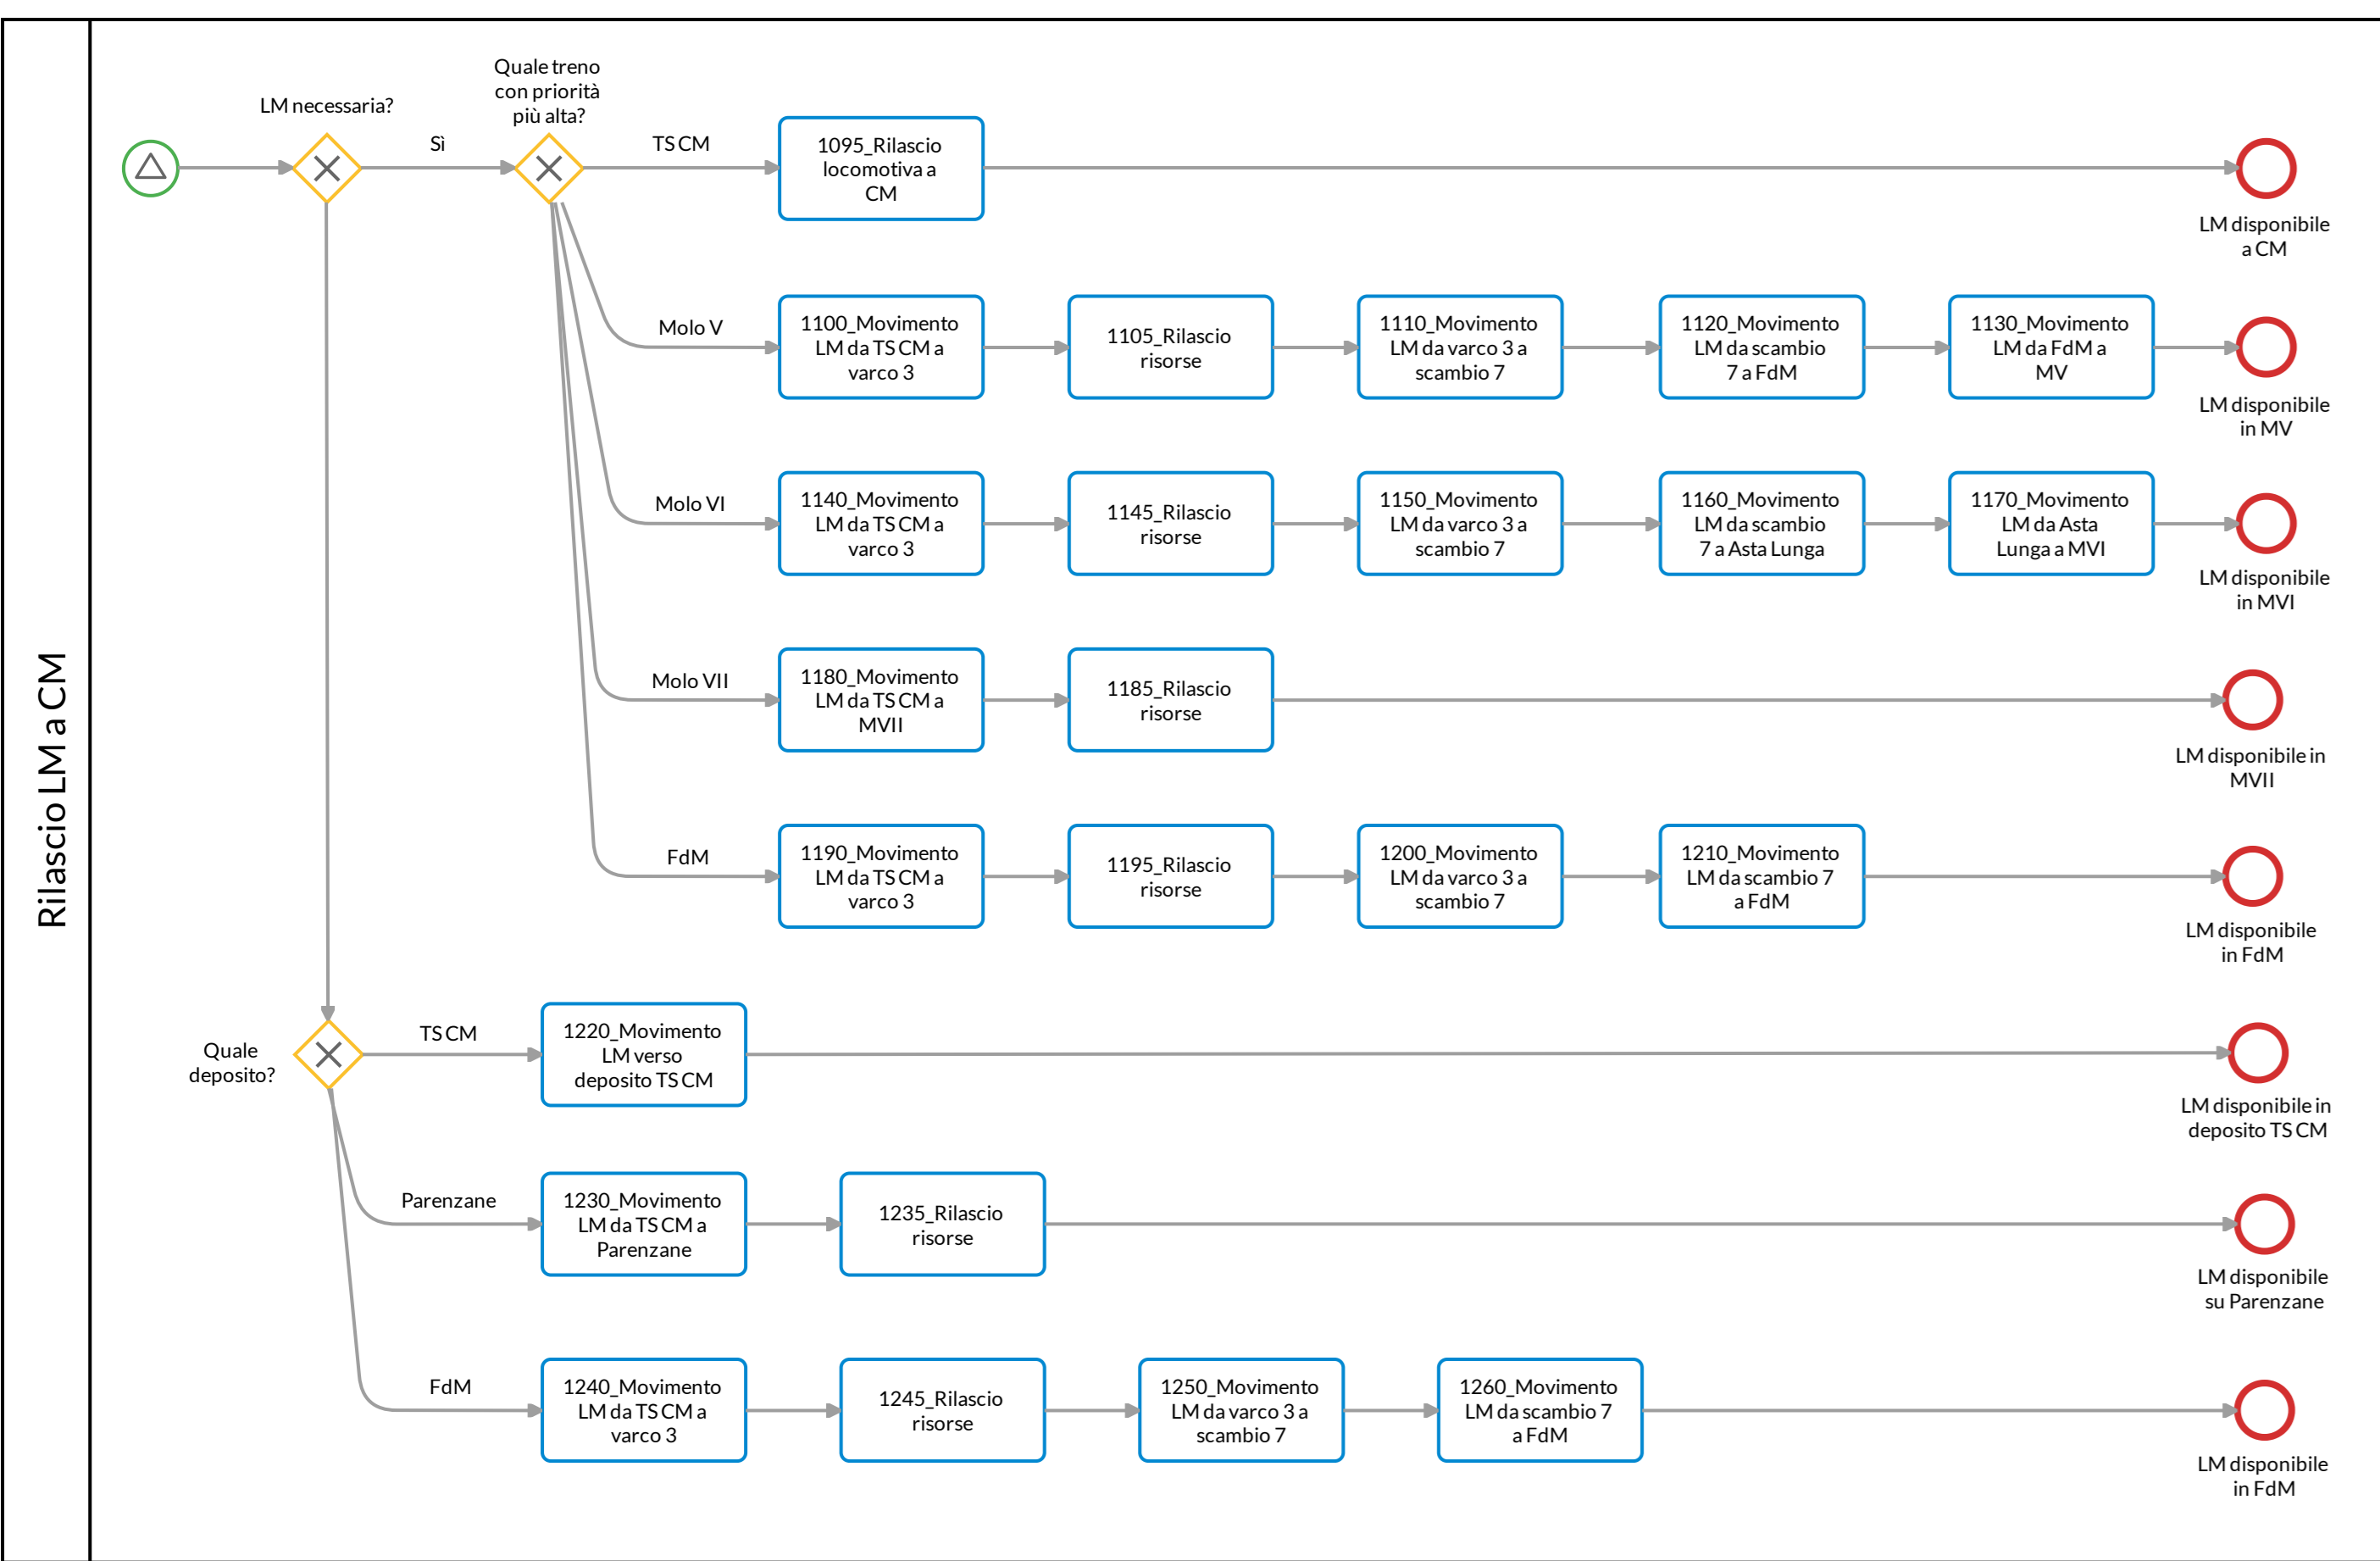 Rilascio LM a CM
LM necessaria?
Sì
Quale treno
con priorità
più alta?
TS CM
1095_Rilascio
locomotiva a
CM
LM disponibile
a CM
Molo V
1100_Movimento
LM da TS CM a
varco 3
1105_Rilascio
risorse
1110_Movimento
LM da varco 3 a
scambio 7
1120_Movimento
LM da scambio
7 a FdM
1130_Movimento
LM da FdM a
MV
LM disponibile
in MV
Molo VI
1140_Movimento
LM da TS CM a
varco 3
1145_Rilascio
risorse
1150_Movimento
LM da varco 3 a
scambio 7
1160_Movimento
LM da scambio
7 a Asta Lunga
1170_Movimento
LM da Asta
Lunga a MVI
LM disponibile
in MVI
Molo VII
1180_Movimento
LM da TS CM a
MVII
1185_Rilascio
risorse
LM disponibile in
MVII
FdM
1190_Movimento
LM da TS CM a
varco 3
1195_Rilascio
risorse
1200_Movimento
LM da varco 3 a
scambio 7
1210_Movimento
LM da scambio 7
a FdM
LM disponibile
in FdM
Quale
deposito?
TS CM
1220_Movimento
LM verso
deposito TS CM
LM disponibile in
deposito TS CM
Parenzane
1230_Movimento
LM da TS CM a
Parenzane
1235_Rilascio
risorse
LM disponibile
su Parenzane
FdM
1240_Movimento
LM da TS CM a
varco 3
1245_Rilascio
risorse
1250_Movimento
LM da varco 3 a
scambio 7
1260_Movimento
LM da scambio 7
a FdM
LM disponibile
in FdM